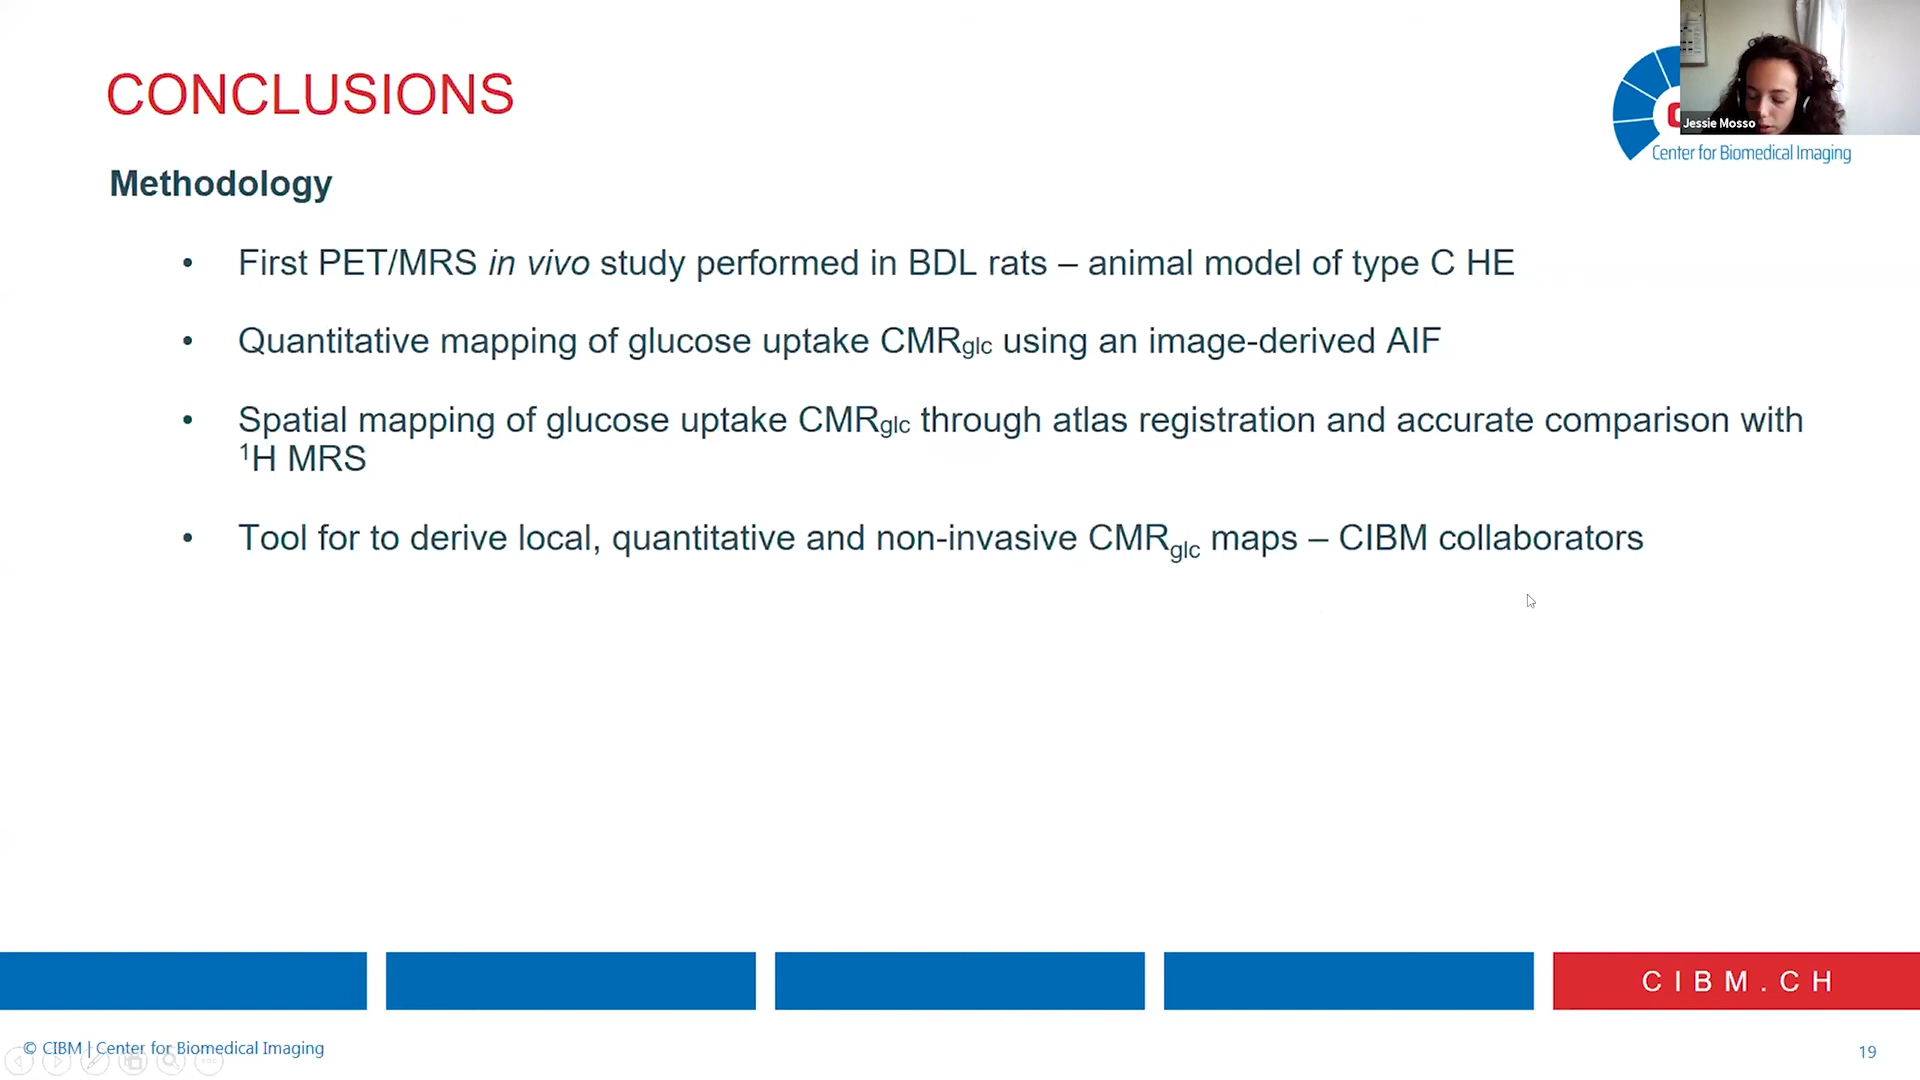 CONCLUSIONS
Jessie Mosso
Center for Biomedical Imaging
Methodology
• First PET/MRS in vivo study performed in BDL rats – animal model of type C HE
• Quantitative mapping of glucose uptake CMRglc using an image-derived AIF
• Spatial mapping of glucose uptake CMRglc through atlas registration and accurate comparison with
¹H MRS
• Tool for to derive local, quantitative and non-invasive CMRglc maps – CIBM collaborators
CIBM.CH
© CIBM | Center for Biomedical Imaging
19